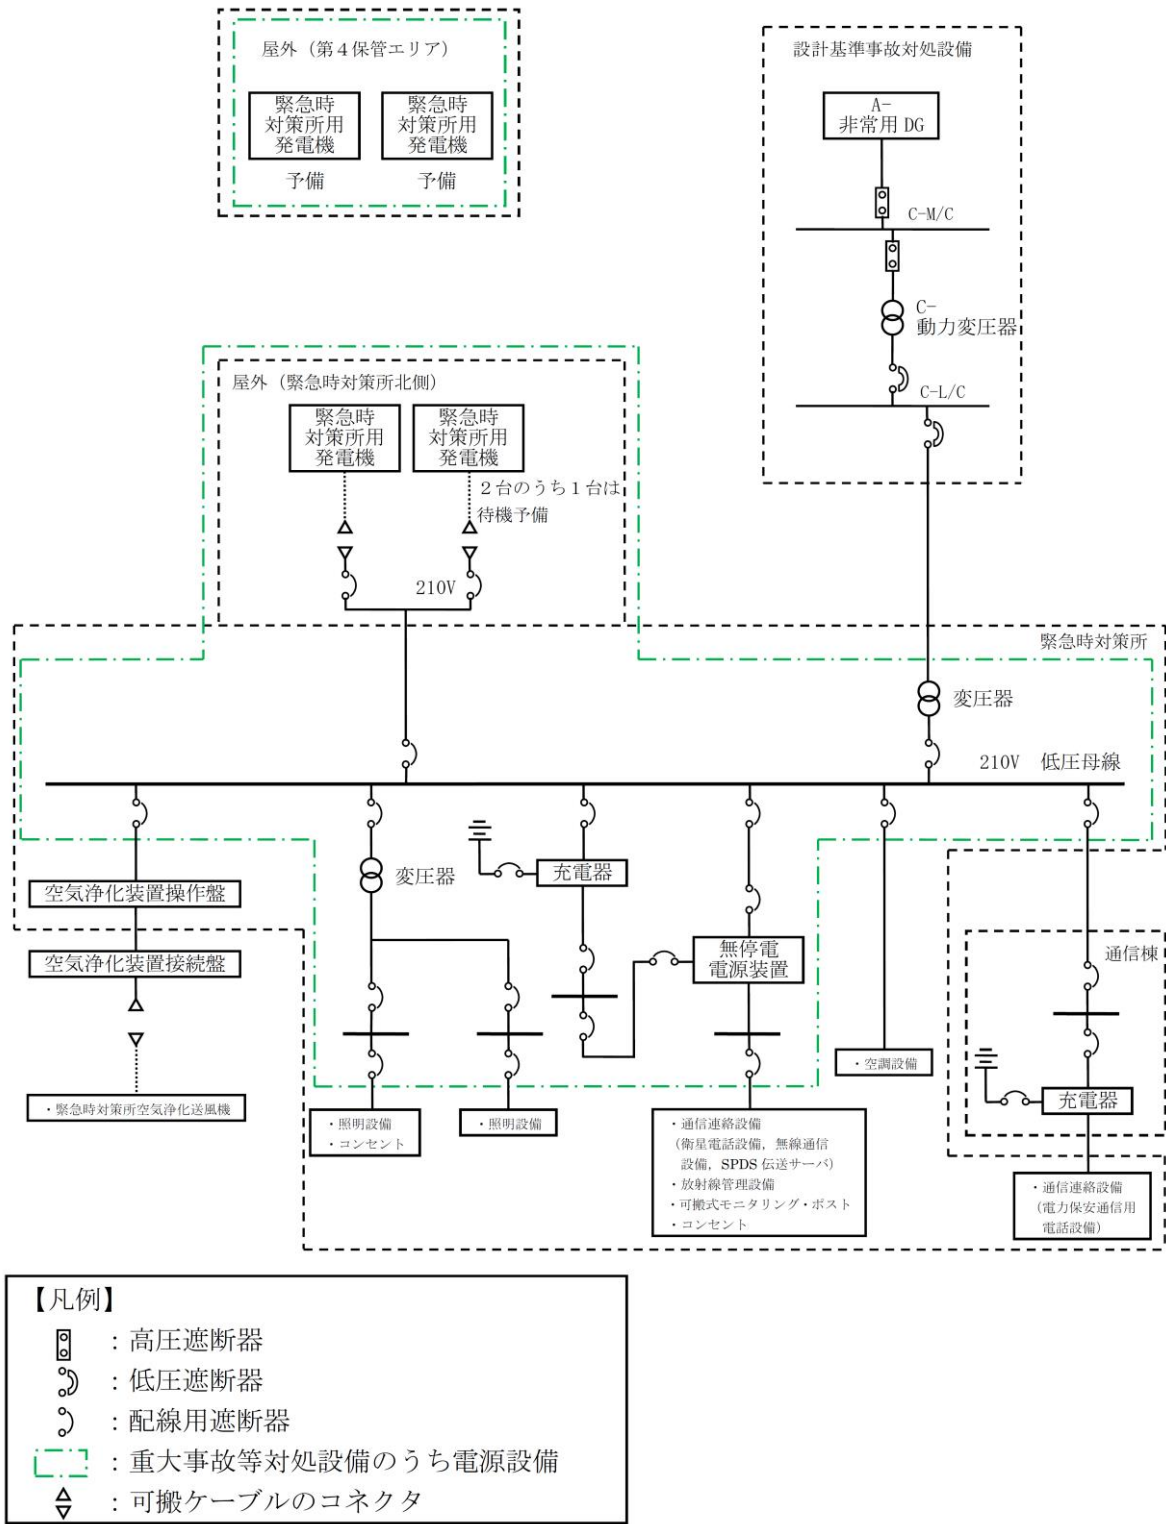 屋外（第４保管エリア）
緊急時
対策所用
発電機
緊急時
対策所用
発電機
予備
予備
設計基準事故対処設備
A-
非常用 DG
C-M/C
C-
動力変圧器
C-L/C
屋外（緊急時対策所北側）
緊急時
対策所用
発電機
緊急時
対策所用
発電機
２台のうち１台は
待機予備
210V
緊急時対策所
変圧器
210V 低圧母線
空気浄化装置操作盤
空気浄化装置接続盤
・緊急時対策所空気浄化送風機
変圧器
充電器
無停電
電源装置
・照明設備
・コンセント
・照明設備
・通信連絡設備
（衛星電話設備，無線通信
設備，SPDS 伝送サーバ）
・放射線管理設備
・可搬式モニタリング・ポスト
・コンセント
・空調設備
通信棟
充電器
・通信連絡設備
（電力保安通信用
電話設備）
【凡例】
：高圧遮断器
：低圧遮断器
：配線用遮断器
：重大事故等対処設備のうち電源設備
：可搬ケーブルのコネクタ